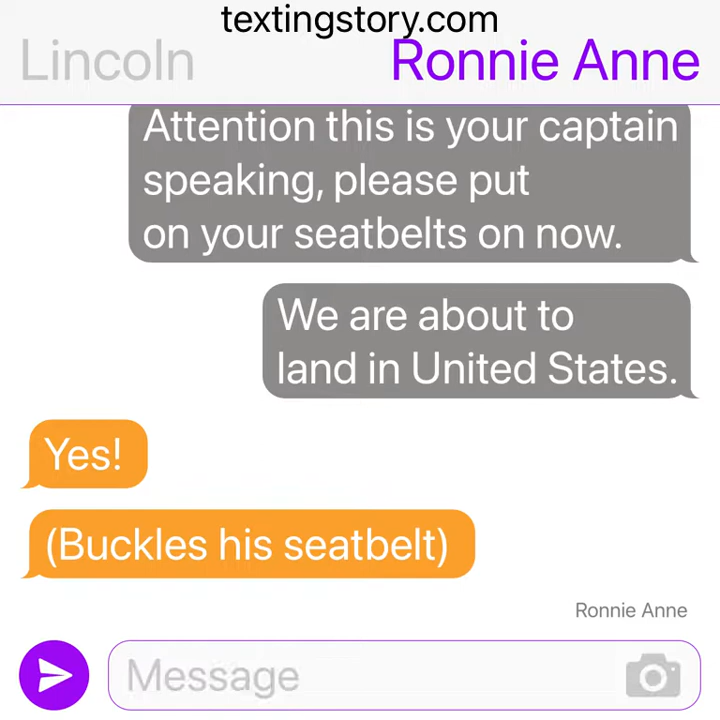 textingstory.com
Lincoln
Ronnie Anne
Attention this is your captain
speaking, please put
on your seatbelts on now.
We are about to
land in United States.
Yes!
(Buckles his seatbelt)
Ronnie Anne
Message